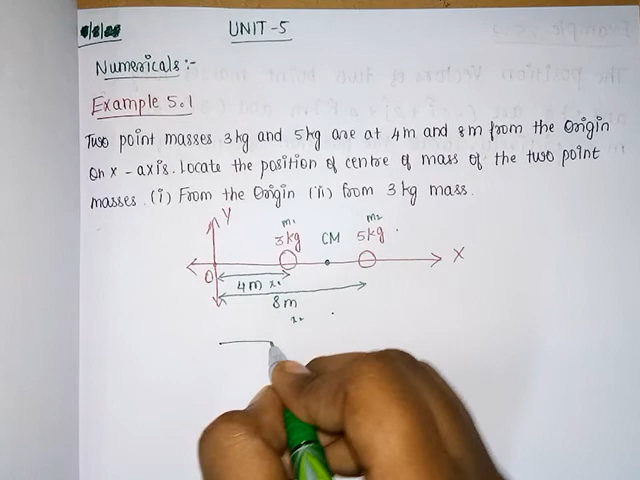 UNIT-5
Numericals:-
Example 5.1
Two point masses 3kg and 5kg are at 4m and 8m from the Origin
on x-axis. Locate the position of centre of mass of the two point
masses. (i) From the Origin (ii) from 3kg mass.
Y
m₁
m₂
3kg CM 5kg
X
O
4m x₁
8m
x₂